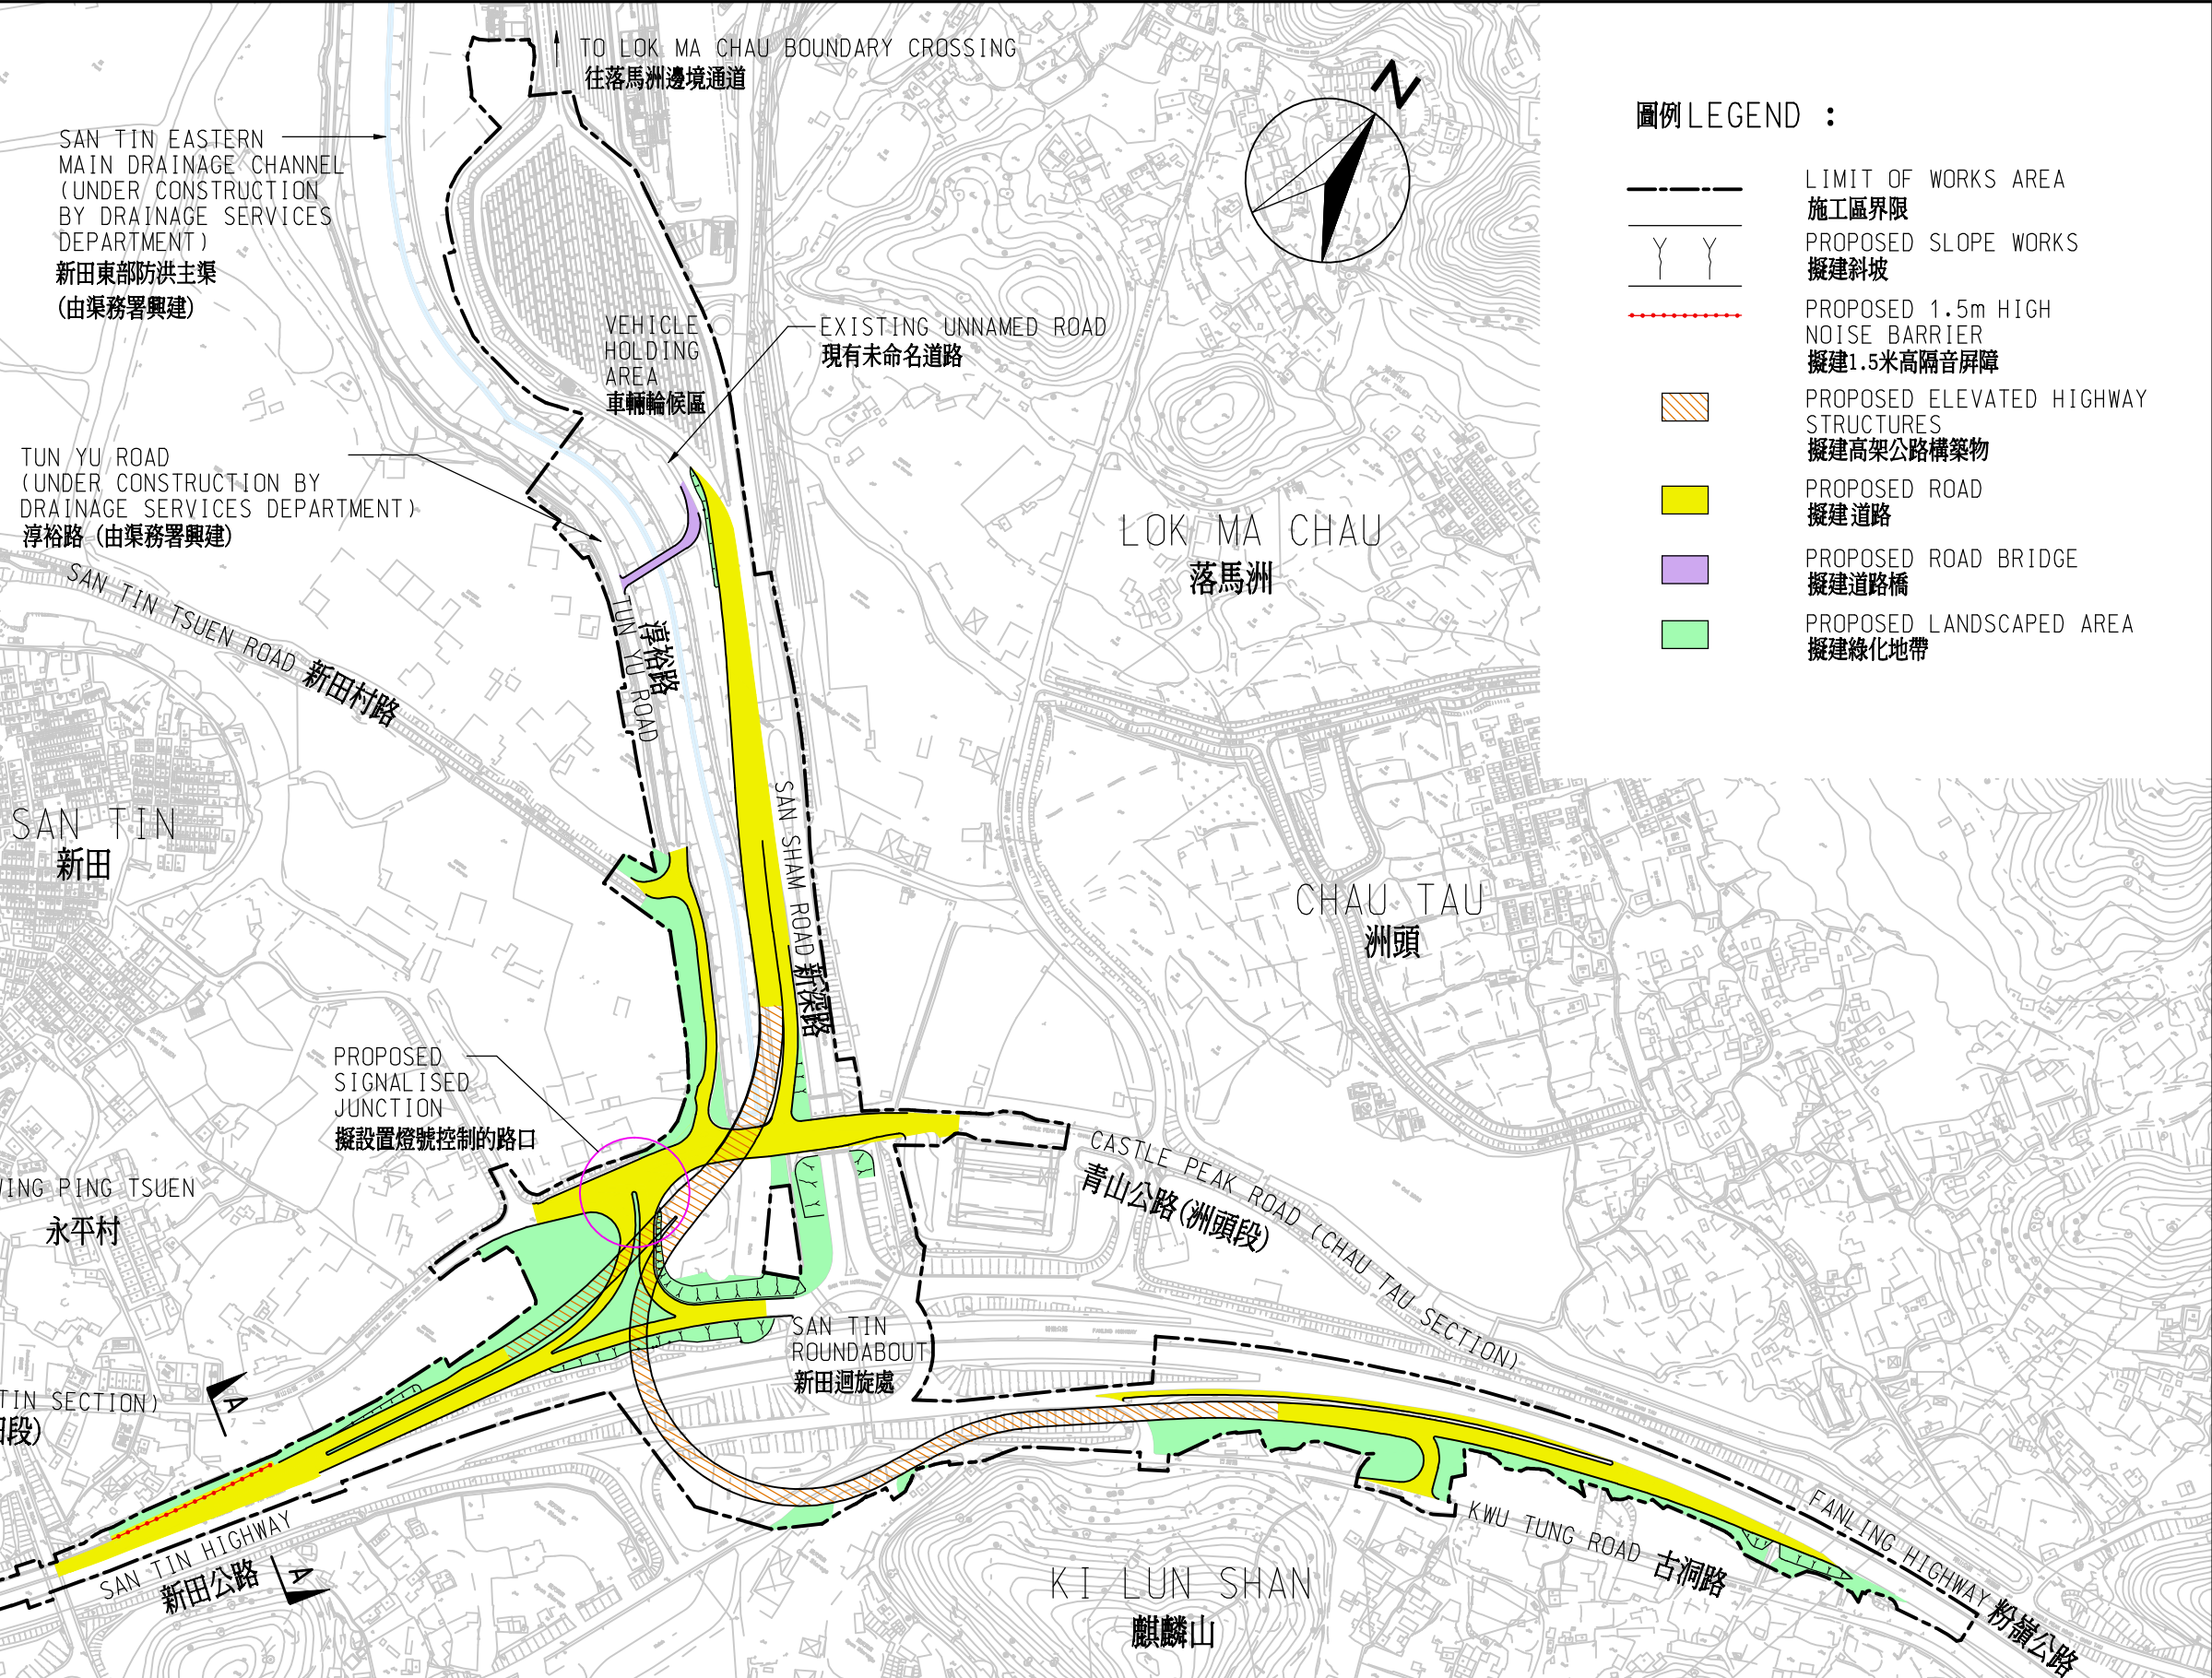 TO LOK MA CHAU BOUNDARY CROSSING
往落馬洲邊境通道
N
SAN TIN EASTERN
MAIN DRAINAGE CHANNEL
(UNDER CONSTRUCTION
BY DRAINAGE SERVICES
DEPARTMENT)
新田東部防洪主渠
(由渠務署興建)
VEHICLE
HOLDING
AREA
車輛輪候區
EXISTING UNNAMED ROAD
現有未命名道路
TUN YU ROAD
(UNDER CONSTRUCTION BY
DRAINAGE SERVICES DEPARTMENT)
淳裕路 (由渠務署興建)
SAN TIN TSUEN ROAD 新田村路
淳裕路
TUN YU ROAD
LOK MA CHAU
落馬洲
SAN TIN
新田
SAN SHAM ROAD 新深路
CHAU TAU
洲頭
PROPOSED
SIGNALISED
JUNCTION
擬設置燈號控制的路口
WING PING TSUEN
永平村
CASTLE PEAK ROAD (CHAU TAU SECTION)
青山公路(洲頭段)
SAN TIN
ROUNDABOUT
新田迴旋處
TIN SECTION)
田段)
A
SAN TIN HIGHWAY
新田公路
A
KI LUN SHAN
麒麟山
KWU TUNG ROAD 古洞路
FANLING HIGHWAY 粉嶺公路
圖例 LEGEND :
LIMIT OF WORKS AREA
施工區界限
PROPOSED SLOPE WORKS
擬建斜坡
PROPOSED 1.5m HIGH
NOISE BARRIER
擬建1.5米高隔音屏障
PROPOSED ELEVATED HIGHWAY
STRUCTURES
擬建高架公路構築物
PROPOSED ROAD
擬建道路
PROPOSED ROAD BRIDGE
擬建道路橋
PROPOSED LANDSCAPED AREA
擬建綠化地帶